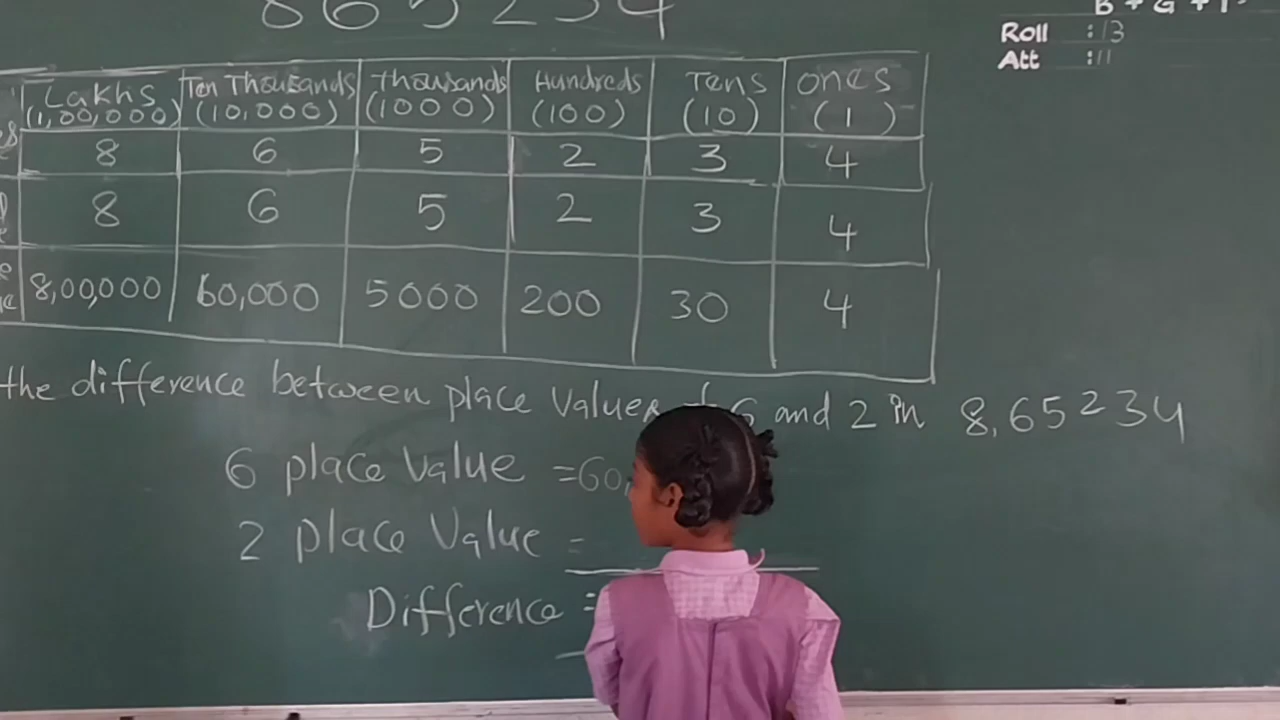 865234
B + G + T
Roll :13
Att :11
Lakhs Ten Thousands Thousands Hundreds Tens ones
(1,00,000) (10,000) (1000) (100) (10) (1)
8 6 5 2 3 4
8 6 5 2 3 4
8,00,000 60,000 5000 200 30 4
the difference between place values 6 and 2 in 8,65234
6 place value =60,
2 place value =
Difference =